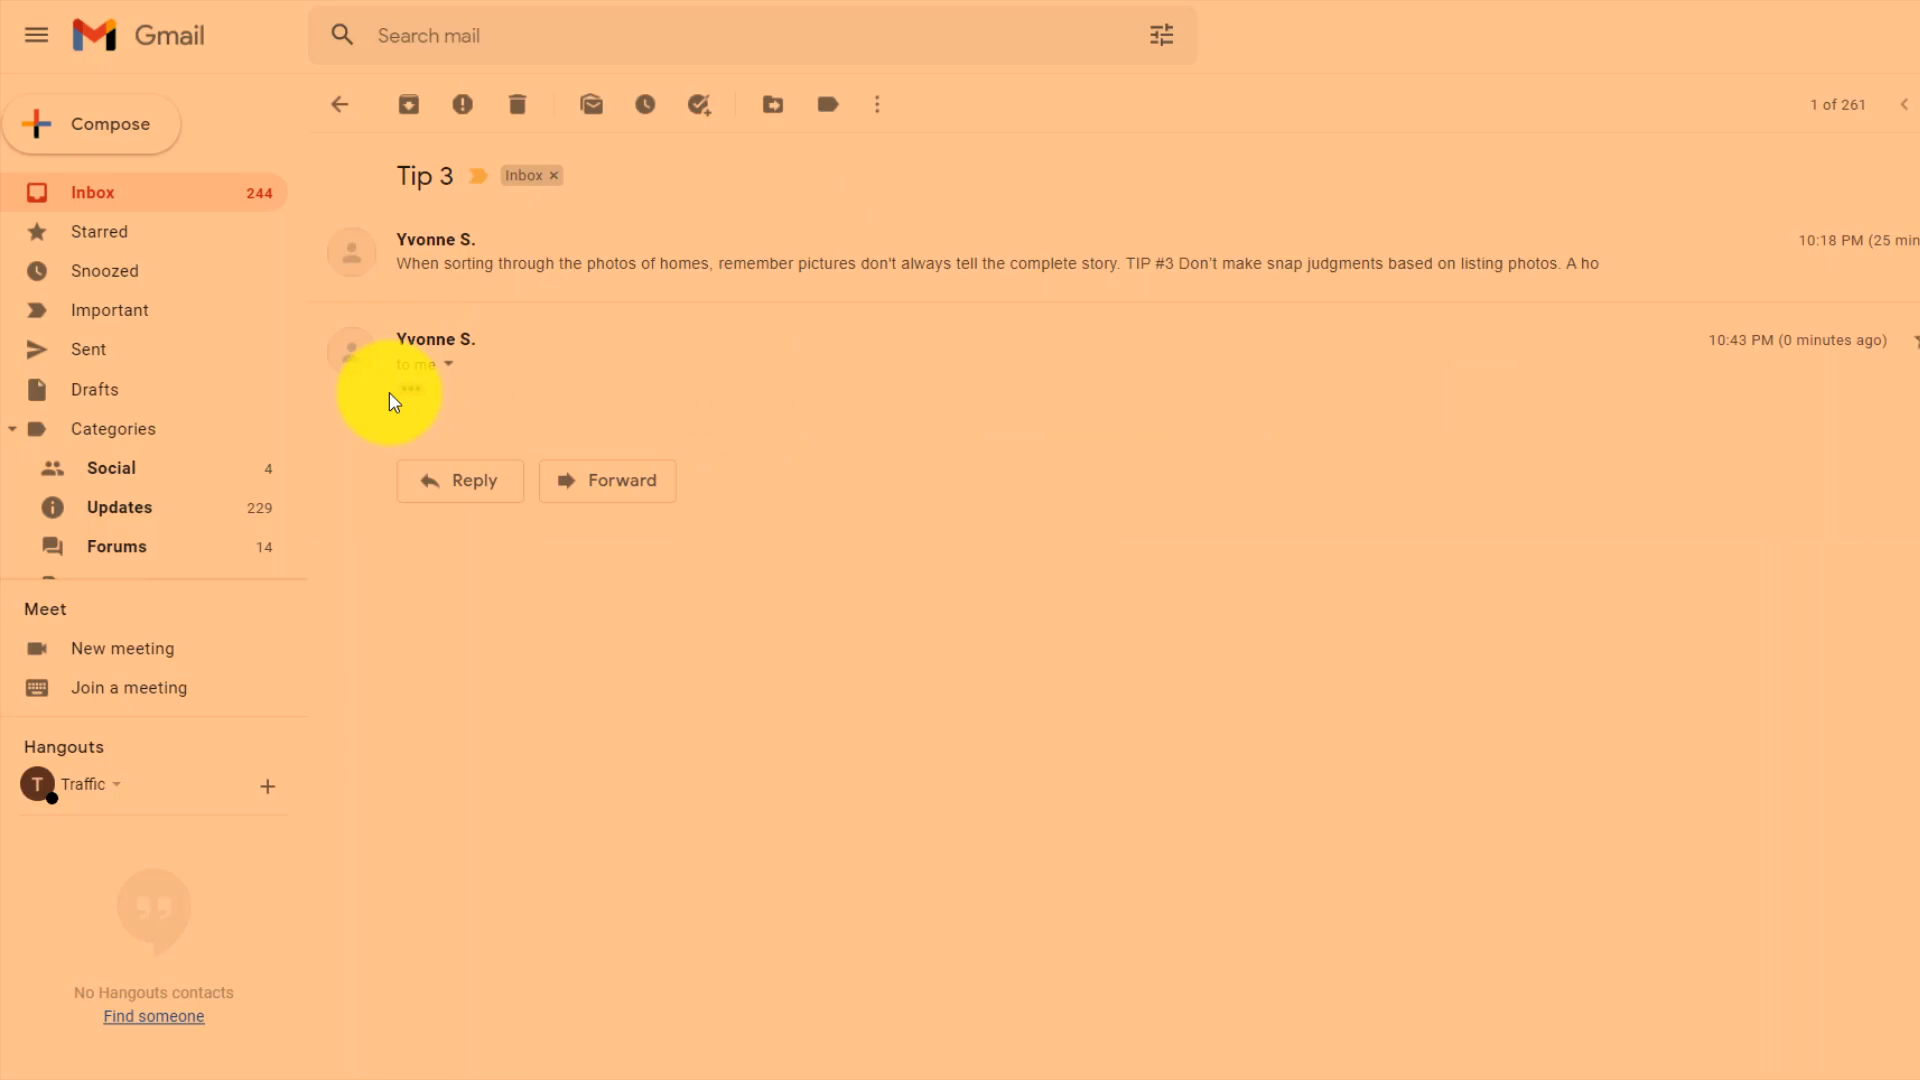 Gmail
Search mail
Compose
1 of 261
Tip 3
Inbox ×
Inbox 244
Starred
Snoozed
Important
Sent
Drafts
Categories
Social 4
Updates 229
Forums 14
Yvonne S.
10:18 PM (25 min
When sorting through the photos of homes, remember pictures don't always tell the complete story. TIP #3 Don't make snap judgments based on listing photos. A ho
Yvonne S.
10:43 PM (0 minutes ago)
to me
Reply
Forward
Meet
New meeting
Join a meeting
Hangouts
T Traffic
No Hangouts contacts
Find someone